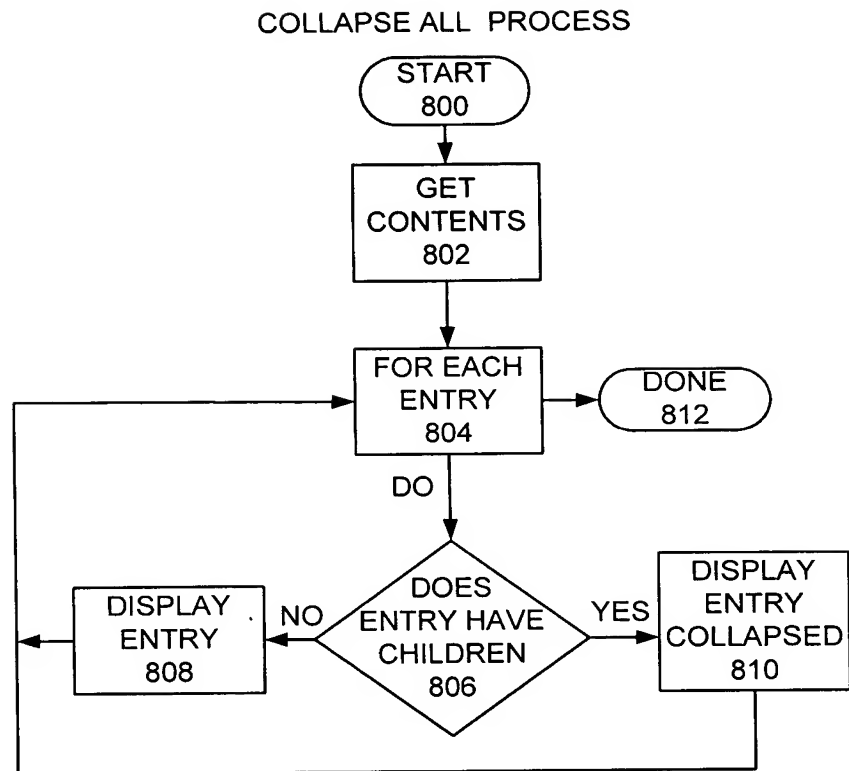 COLLAPSE ALL PROCESS
START
800
GET
CONTENTS
802
FOR EACH
ENTRY
804
DONE
812
DO
DOES
ENTRY HAVE
CHILDREN
806
NO
YES
DISPLAY
ENTRY
808
DISPLAY
ENTRY
COLLAPSED
810